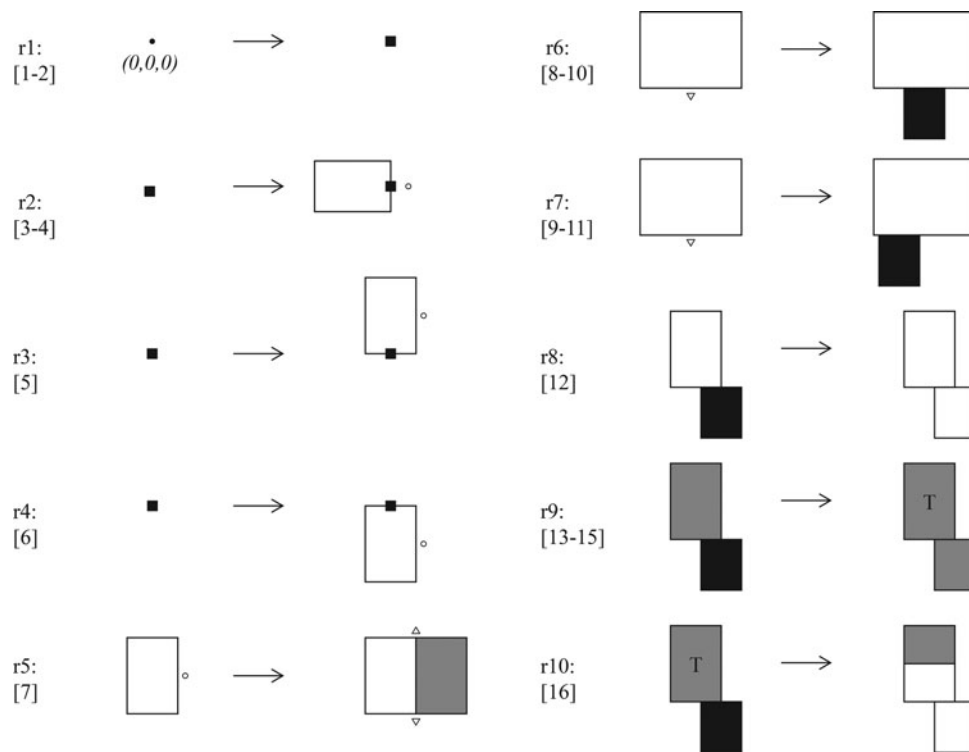 r1:
[1-2]
(0,0,0)
r2:
[3-4]
r3:
[5]
r4:
[6]
r5:
[7]
r6:
[8-10]
r7:
[9-11]
r8:
[12]
r9:
[13-15]
T
r10:
[16]
T